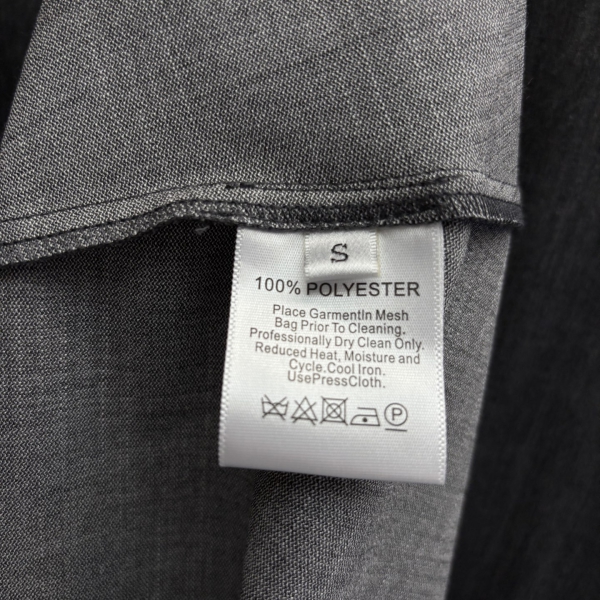 S
100% POLYESTER
Place GarmentIn Mesh
Bag Prior To Cleaning.
Professionally Dry Clean Only.
Reduced Heat, Moisture and
Cycle.Cool Iron.
UsePressCloth.
P